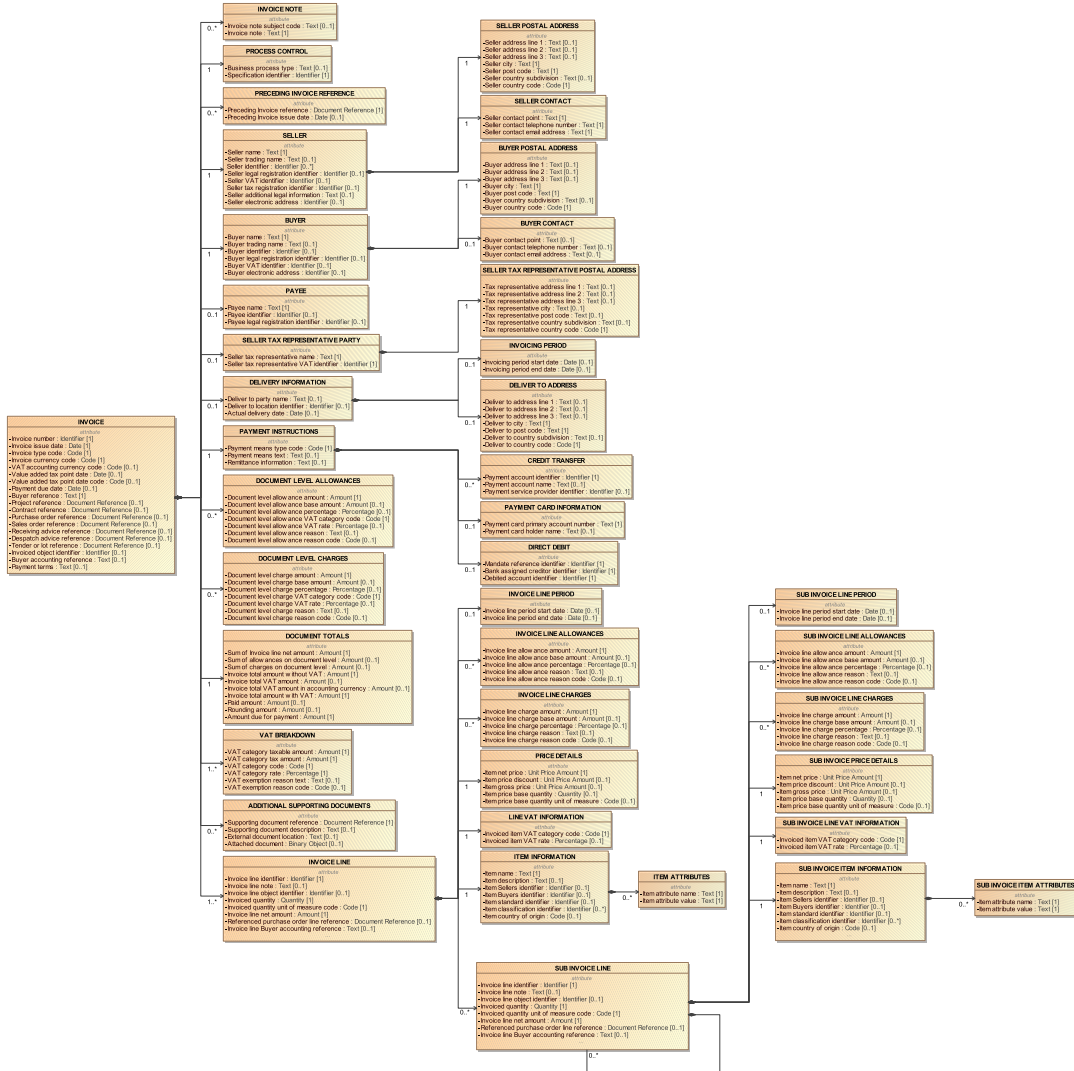 INVOICE
attribute
-Invoice number : Identifier [1]
-Invoice issue date : Date [1]
-Invoice type code : Code [1]
-Invoice currency code : Code [1]
-VAT accounting currency code : Code [0..1]
-Value added tax point date : Date [0..1]
-Value added tax point date code : Code [0..1]
-Payment due date : Date [0..1]
-Buyer reference : Text [1]
-Project reference : Document Reference [0..1]
-Contract reference : Document Reference [0..1]
-Purchase order reference : Document Reference [0..1]
-Sales order reference : Document Reference [0..1]
-Receiving advice reference : Document Reference [0..1]
-Despatch advice reference : Document Reference [0..1]
-Tender or lot reference : Document Reference [0..1]
-Invoiced object identifier : Identifier [0..1]
-Buyer accounting reference : Text [0..1]
-Payment terms : Text [0..1]
INVOICE NOTE
attribute
-Invoice note subject code : Text [0..1]
-Invoice note : Text [1]
0..*
PROCESS CONTROL
attribute
-Business process type : Text [0..1]
-Specification identifier : Identifier [1]
1
PRECEDING INVOICE REFERENCE
attribute
-Preceding Invoice reference : Document Reference [1]
-Preceding Invoice issue date : Date [0..1]
0..*
SELLER
attribute
-Seller name : Text [1]
-Seller trading name : Text [0..1]
Seller identifier : Identifier [0..*]
-Seller legal registration identifier : Identifier [0..1]
-Seller VAT identifier : Identifier [0..1]
-Seller tax registration identifier : Identifier [0..1]
-Seller additional legal information : Text [0..1]
-Seller electronic address : Identifier [0..1]
1
BUYER
attribute
-Buyer name : Text [1]
-Buyer trading name : Text [0..1]
-Buyer identifier : Identifier [0..1]
-Buyer legal registration identifier : Identifier [0..1]
-Buyer VAT identifier : Identifier [0..1]
-Buyer electronic address : Identifier [0..1]
1
PAYEE
attribute
-Payee name : Text [1]
-Payee identifier : Identifier [0..1]
-Payee legal registration identifier : Identifier [0..1]
0..1
SELLER TAX REPRESENTATIVE PARTY
attribute
-Seller tax representative name : Text [1]
-Seller tax representative VAT identifier : Identifier [1]
0..1
DELIVERY INFORMATION
attribute
-Deliver to party name : Text [0..1]
-Deliver to location identifier : Identifier [0..1]
-Actual delivery date : Date [0..1]
0..1
PAYMENT INSTRUCTIONS
attribute
-Payment means type code : Code [1]
-Payment means text : Text [0..1]
-Remittance information : Text [0..1]
1
DOCUMENT LEVEL ALLOWANCES
attribute
-Document level allowance amount : Amount [1]
-Document level allowance base amount : Amount [0..1]
-Document level allowance percentage : Percentage [0..1]
-Document level allowance VAT category code : Code [1]
-Document level allowance VAT rate : Percentage [0..1]
-Document level allowance reason : Text [0..1]
-Document level allowance reason code : Code [0..1]
0..*
DOCUMENT LEVEL CHARGES
attribute
-Document level charge amount : Amount [1]
-Document level charge base amount : Amount [0..1]
-Document level charge percentage : Percentage [0..1]
-Document level charge VAT category code : Code [1]
-Document level charge VAT rate : Percentage [0..1]
-Document level charge reason : Text [0..1]
-Document level charge reason code : Code [0..1]
0..*
DOCUMENT TOTALS
attribute
-Sum of Invoice line net amount : Amount [1]
-Sum of allowances on document level : Amount [0..1]
-Sum of charges on document level : Amount [0..1]
-Invoice total amount without VAT : Amount [1]
-Invoice total VAT amount : Amount [0..1]
-Invoice total VAT amount in accounting currency : Amount [0..1]
-Invoice total amount with VAT : Amount [1]
-Paid amount : Amount [0..1]
-Rounding amount : Amount [0..1]
-Amount due for payment : Amount [1]
1
VAT BREAKDOWN
attribute
-VAT category taxable amount : Amount [1]
-VAT category tax amount : Amount [1]
-VAT category code : Code [1]
-VAT category rate : Percentage [1]
-VAT exemption reason text : Text [0..1]
-VAT exemption reason code : Code [0..1]
1..*
ADDITIONAL SUPPORTING DOCUMENTS
attribute
-Supporting document reference : Document Reference [1]
-Supporting document description : Text [0..1]
-External document location : Text [0..1]
-Attached document : Binary Object [0..1]
0..*
INVOICE LINE
attribute
-Invoice line identifier : Identifier [1]
-Invoice line note : Text [0..1]
-Invoice line object identifier : Identifier [0..1]
-Invoiced quantity : Quantity [1]
-Invoiced quantity unit of measure code : Code [1]
-Invoice line net amount : Amount [1]
-Referenced purchase order line reference : Document Reference [0..1]
-Invoice line Buyer accounting reference : Text [0..1]
1..*
SELLER POSTAL ADDRESS
attribute
-Seller address line 1 : Text [0..1]
-Seller address line 2 : Text [0..1]
-Seller address line 3 : Text [0..1]
-Seller city : Text [1]
-Seller post code : Text [1]
-Seller country subdivision : Text [0..1]
-Seller country code : Code [1]
1
SELLER CONTACT
attribute
-Seller contact point : Text [1]
-Seller contact telephone number : Text [1]
-Seller contact email address : Text [1]
1
BUYER POSTAL ADDRESS
attribute
-Buyer address line 1 : Text [0..1]
-Buyer address line 2 : Text [0..1]
-Buyer address line 3 : Text [0..1]
-Buyer city : Text [1]
-Buyer post code : Text [1]
-Buyer country subdivision : Text [0..1]
-Buyer country code : Code [1]
1
BUYER CONTACT
attribute
-Buyer contact point : Text [0..1]
-Buyer contact telephone number : Text [0..1]
-Buyer contact email address : Text [0..1]
0..1
SELLER TAX REPRESENTATIVE POSTAL ADDRESS
attribute
-Tax representative address line 1 : Text [0..1]
-Tax representative address line 2 : Text [0..1]
-Tax representative address line 3 : Text [0..1]
-Tax representative city : Text [0..1]
-Tax representative post code : Text [0..1]
-Tax representative country subdivision : Text [0..1]
-Tax representative country code : Code [1]
1
INVOICING PERIOD
attribute
-Invoicing period start date : Date [0..1]
-Invoicing period end date : Date [0..1]
0..1
DELIVER TO ADDRESS
attribute
-Deliver to address line 1 : Text [0..1]
-Deliver to address line 2 : Text [0..1]
-Deliver to address line 3 : Text [0..1]
-Deliver to city : Text [1]
-Deliver to post code : Text [1]
-Deliver to country subdivision : Text [0..1]
-Deliver to country code : Code [1]
0..1
CREDIT TRANSFER
attribute
-Payment account identifier : Identifier [1]
-Payment account name : Text [0..1]
-Payment service provider identifier : Identifier [0..1]
0..*
PAYMENT CARD INFORMATION
attribute
-Payment card primary account number : Text [1]
-Payment card holder name : Text [0..1]
0..1
DIRECT DEBIT
attribute
-Mandate reference identifier : Identifier [1]
-Bank assigned creditor identifier : Identifier [1]
-Debited account identifier : Identifier [1]
0..1
INVOICE LINE PERIOD
attribute
-Invoice line period start date : Date [0..1]
-Invoice line period end date : Date [0..1]
0..1
INVOICE LINE ALLOWANCES
attribute
-Invoice line allowance amount : Amount [1]
-Invoice line allowance base amount : Amount [0..1]
-Invoice line allowance percentage : Percentage [0..1]
-Invoice line allowance reason : Text [0..1]
-Invoice line allowance reason code : Code [0..1]
0..*
INVOICE LINE CHARGES
attribute
-Invoice line charge amount : Amount [1]
-Invoice line charge base amount : Amount [0..1]
-Invoice line charge percentage : Percentage [0..1]
-Invoice line charge reason : Text [0..1]
-Invoice line charge reason code : Code [0..1]
0..*
PRICE DETAILS
attribute
-Item net price : Unit Price Amount [1]
-Item price discount : Unit Price Amount [0..1]
-Item gross price : Unit Price Amount [0..1]
-Item price base quantity : Quantity [0..1]
-Item price base quantity unit of measure : Code [0..1]
1
LINE VAT INFORMATION
attribute
-Invoiced item VAT category code : Code [1]
-Invoiced item VAT rate : Percentage [0..1]
1
ITEM INFORMATION
attribute
-Item name : Text [1]
-Item description : Text [0..1]
-Item Sellers identifier : Identifier [0..1]
-Item Buyers identifier : Identifier [0..1]
-Item standard identifier : Identifier [0..1]
-Item classification identifier : Identifier [0..*]
-Item country of origin : Code [0..1]
1
ITEM ATTRIBUTES
attribute
-Item attribute name : Text [1]
-Item attribute value : Text [1]
0..*
SUB INVOICE LINE
attribute
-Invoice line identifier : Identifier [1]
-Invoice line note : Text [0..1]
-Invoice line object identifier : Identifier [0..1]
-Invoiced quantity : Quantity [1]
-Invoiced quantity unit of measure code : Code [1]
-Invoice line net amount : Amount [1]
-Referenced purchase order line reference : Document Reference [0..1]
-Invoice line Buyer accounting reference : Text [0..1]
0..*
0..*
SUB INVOICE LINE PERIOD
attribute
-Invoice line period start date : Date [0..1]
-Invoice line period end date : Date [0..1]
0..1
SUB INVOICE LINE ALLOWANCES
attribute
-Invoice line allowance amount : Amount [1]
-Invoice line allowance base amount : Amount [0..1]
-Invoice line allowance percentage : Percentage [0..1]
-Invoice line allowance reason : Text [0..1]
-Invoice line allowance reason code : Code [0..1]
0..*
SUB INVOICE LINE CHARGES
attribute
-Invoice line charge amount : Amount [1]
-Invoice line charge base amount : Amount [0..1]
-Invoice line charge percentage : Percentage [0..1]
-Invoice line charge reason : Text [0..1]
-Invoice line charge reason code : Code [0..1]
0..*
SUB INVOICE PRICE DETAILS
attribute
-Item net price : Unit Price Amount [1]
-Item price discount : Unit Price Amount [0..1]
-Item gross price : Unit Price Amount [0..1]
-Item price base quantity : Quantity [0..1]
-Item price base quantity unit of measure : Code [0..1]
1
SUB INVOICE LINE VAT INFORMATION
attribute
-Invoiced item VAT category code : Code [1]
-Invoiced item VAT rate : Percentage [0..1]
1
SUB INVOICE ITEM INFORMATION
attribute
-Item name : Text [1]
-Item description : Text [0..1]
-Item Sellers identifier : Identifier [0..1]
-Item Buyers identifier : Identifier [0..1]
-Item standard identifier : Identifier [0..1]
-Item classification identifier : Identifier [0..*]
-Item country of origin : Code [0..1]
1
SUB INVOICE ITEM ATTRIBUTES
attribute
-Item attribute name : Text [1]
-Item attribute value : Text [1]
0..*